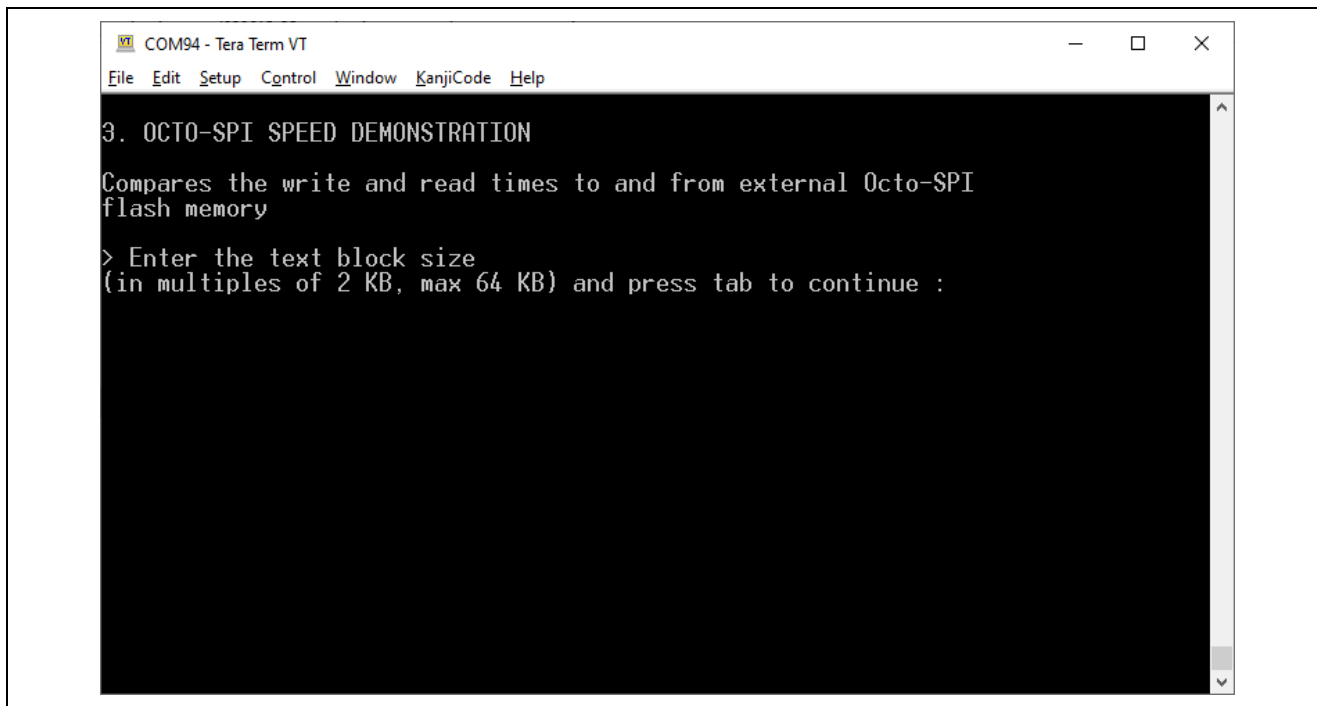 COM94 - Tera Term VT
File Edit Setup Control Window KanjiCode Help
3. OCTO-SPI SPEED DEMONSTRATION
Compares the write and read times to and from external Octo-SPI
flash memory
> Enter the text block size
(in multiples of 2 KB, max 64 KB) and press tab to continue :